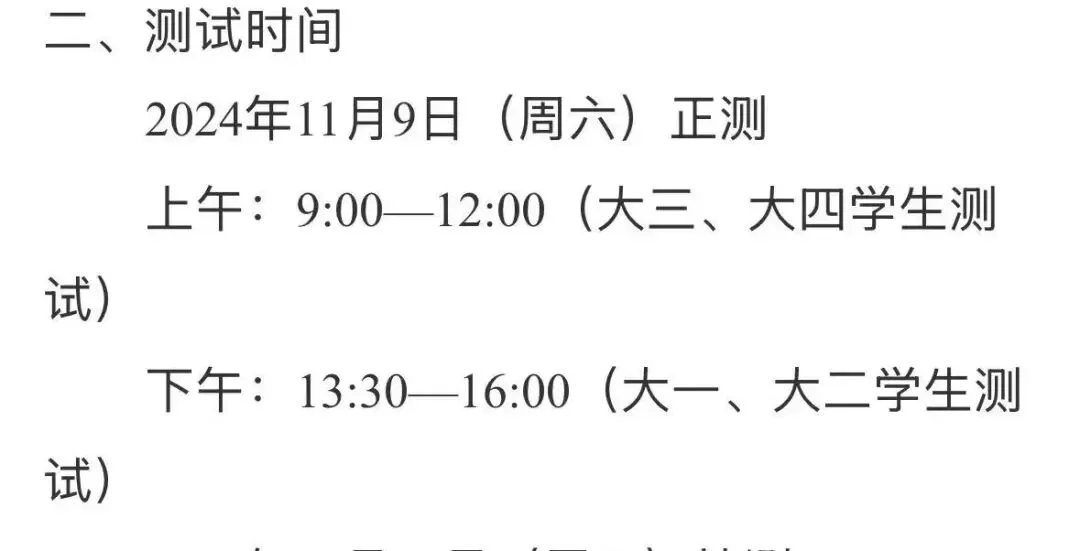 二、测试时间
2024年11月9日（周六）正测
上午：9:00—12:00（大三、大四学生测
试）
下午：13:30—16:00（大一、大二学生测
试）